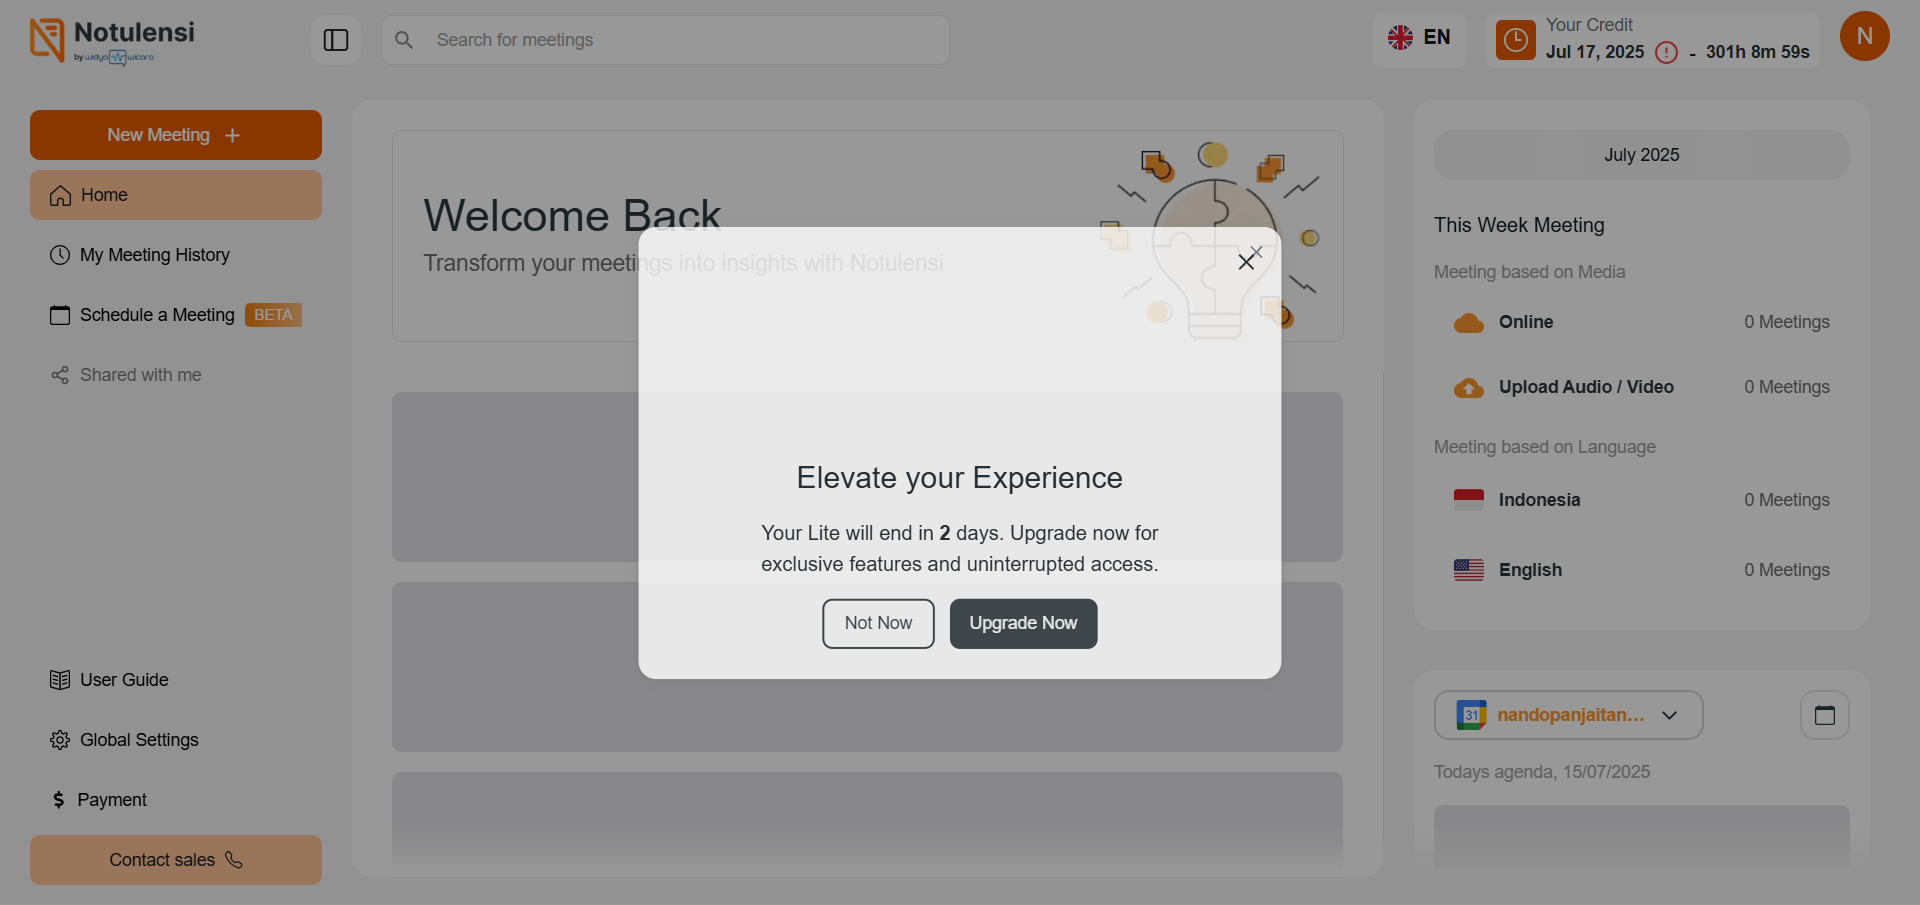 Notulensi
by widya wicara
Search for meetings
EN
Your Credit
Jul 17, 2025 - 301h 8m 59s
N
New Meeting +
Home
My Meeting History
Schedule a Meeting BETA
Shared with me
User Guide
Global Settings
$ Payment
Contact sales
Welcome Back
Transform your meetings into insights with Notulensi
Elevate your Experience
Your Lite will end in 2 days. Upgrade now for
exclusive features and uninterrupted access.
Not Now
Upgrade Now
July 2025
This Week Meeting
Meeting based on Media
Online 0 Meetings
Upload Audio / Video 0 Meetings
Meeting based on Language
Indonesia 0 Meetings
English 0 Meetings
31 nandopanjaitan...
Todays agenda, 15/07/2025